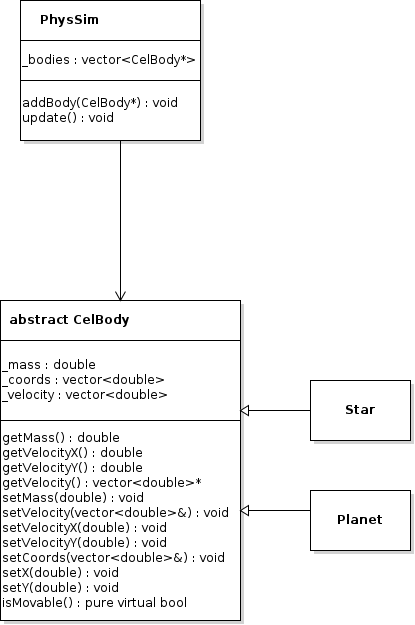 PhysSim
_bodies : vector<CelBody*>
addBody(CelBody*) : void
update() : void
abstract CelBody
_mass : double
_coords : vector<double>
_velocity : vector<double>
getMass() : double
getVelocityX() : double
getVelocityY() : double
getVelocity() : vector<double>*
setMass(double) : void
setVelocity(vector<double>&) : void
setVelocityX(double) : void
setVelocityY(double) : void
setCoords(vector<double>&) : void
setX(double) : void
setY(double) : void
isMovable() : pure virtual bool
Star
Planet